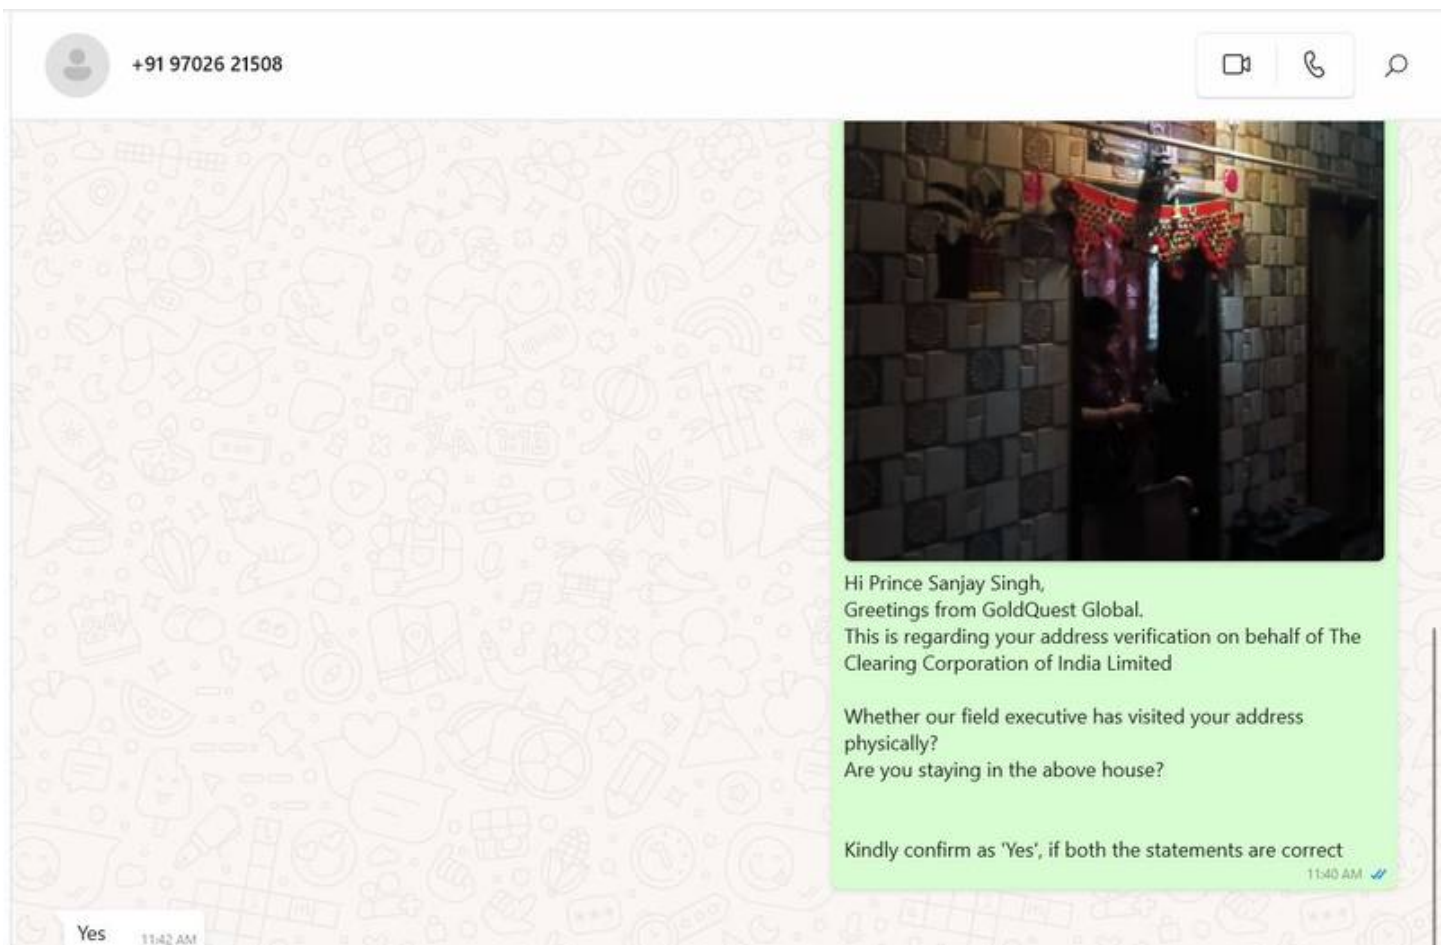 +91 97026 21508
Hi Prince Sanjay Singh,
Greetings from GoldQuest Global.
This is regarding your address verification on behalf of The
Clearing Corporation of India Limited
Whether our field executive has visited your address
physically?
Are you staying in the above house?
Kindly confirm as 'Yes', if both the statements are correct
11:40 AM
Yes
11:42 AM